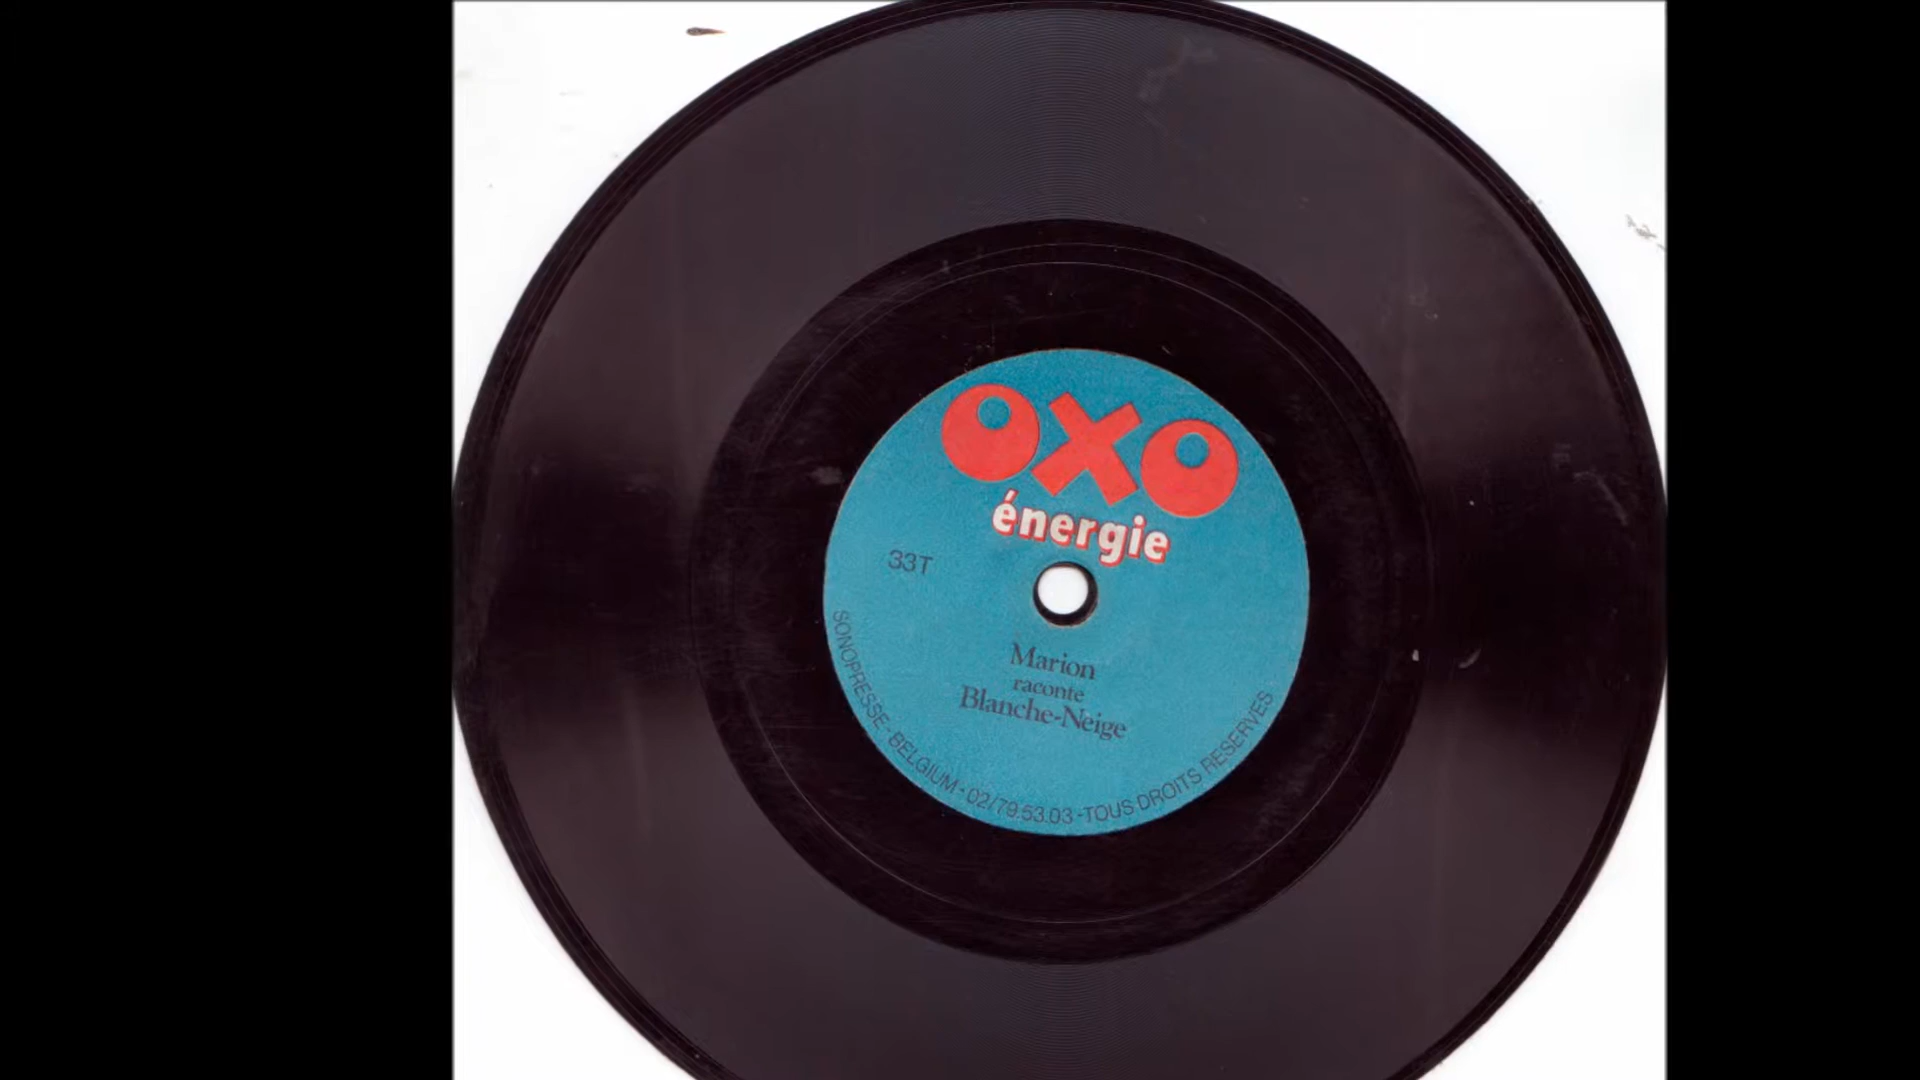 OXO
énergie
33T
Marion
raconte
Blanche-Neige
SONOPRESSE - BELGIUM • 02/79.53.03 - TOUS DROITS RESERVES